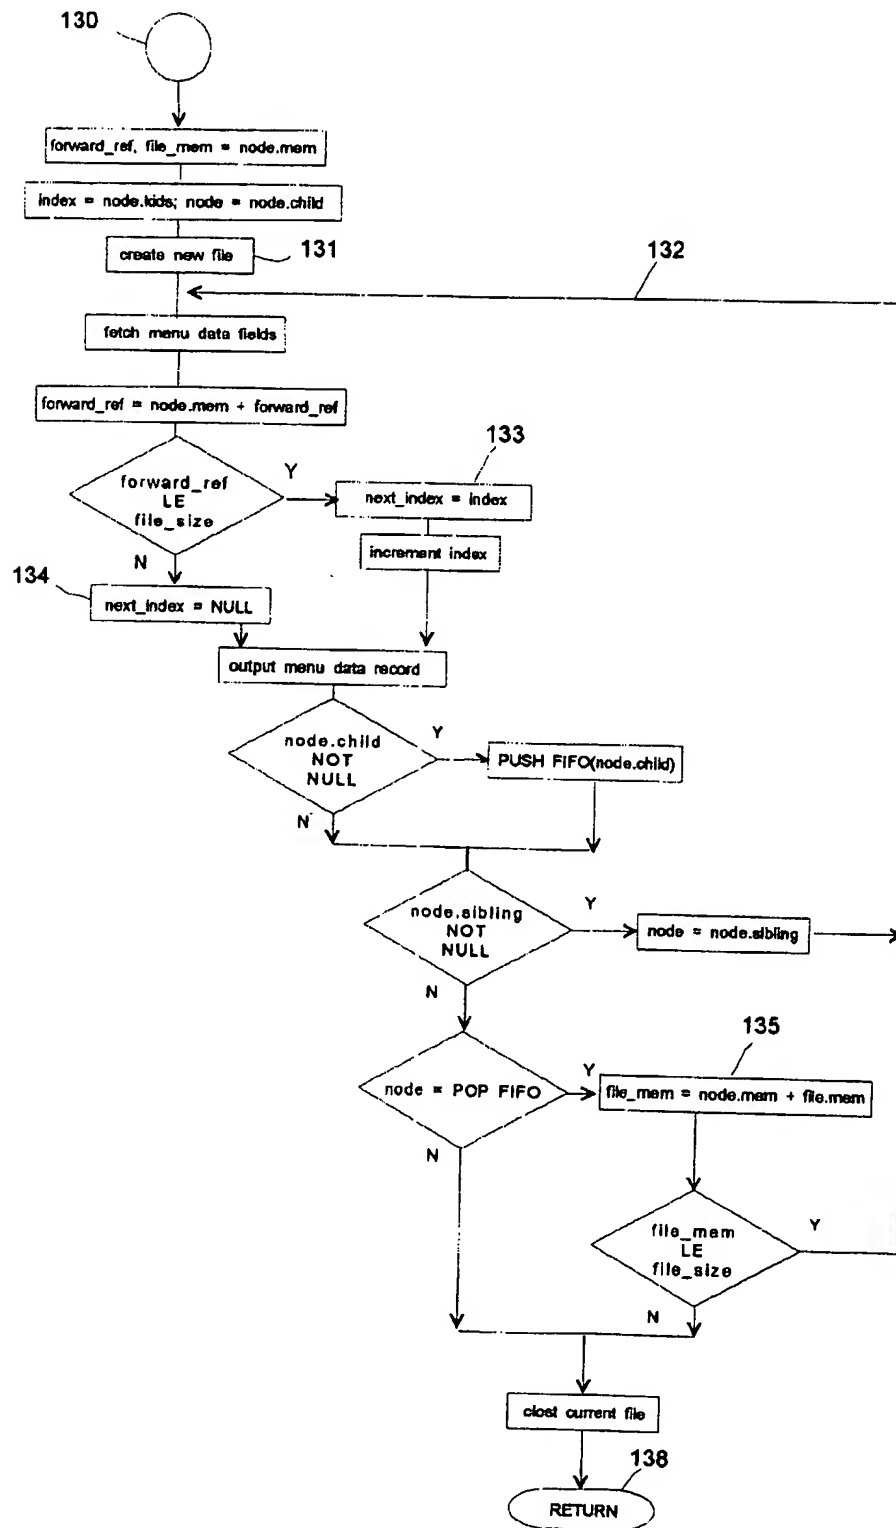 130
forward_ref, file_mem = node.mem
index = node.kids; node = node.child
create new file
131
132
fetch menu data fields
forward_ref = node.mem + forward_ref
133
forward_ref
LE
file_size
Y
next_index = index
increment index
N
134
next_index = NULL
output menu data record
node.child
NOT
NULL
Y
PUSH FIFO(node.child)
N
node.sibling
NOT
NULL
Y
node = node.sibling
N
135
node = POP FIFO
Y
file_mem = node.mem + file.mem
N
file_mem
LE
file_size
Y
N
clost current file
138
RETURN